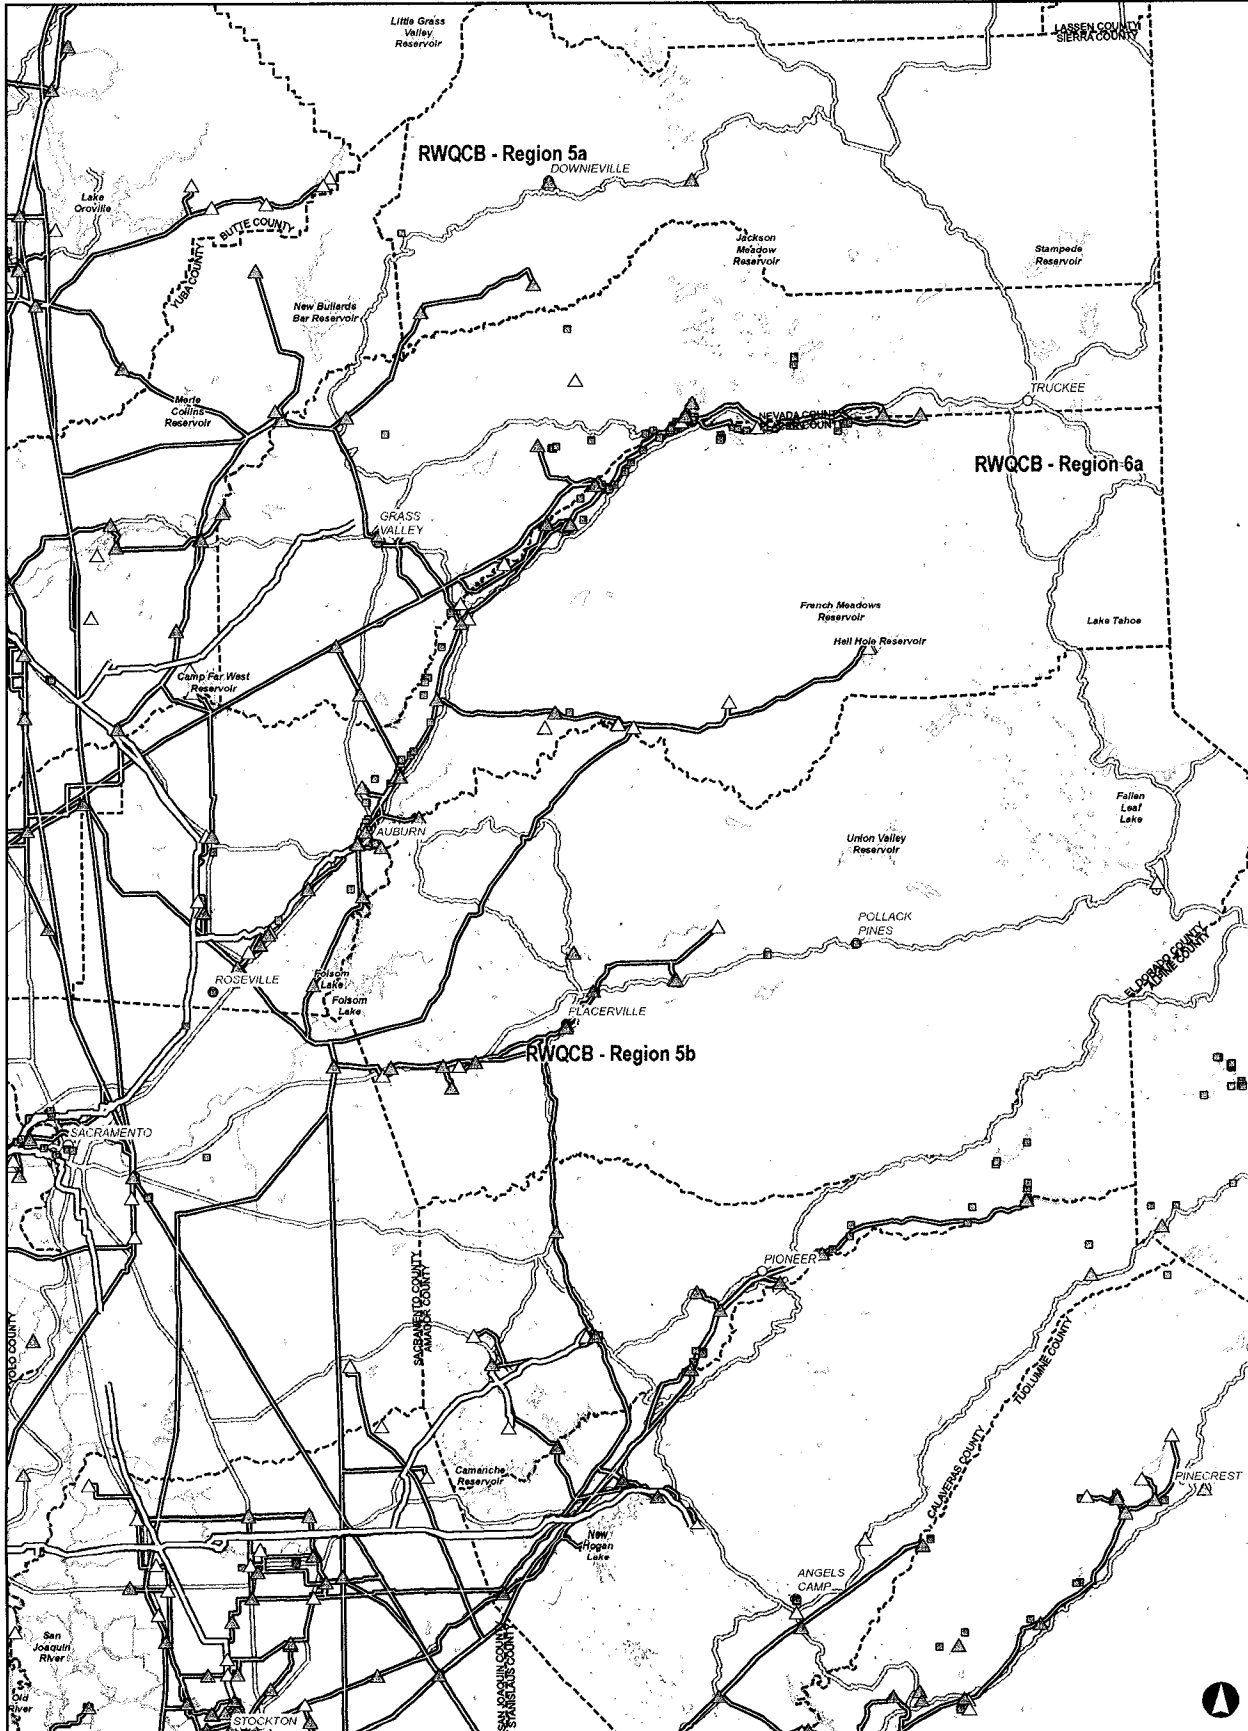 Little Grass
Valley
Reservoir
LASSEN COUNTY
SIERRA COUNTY
RWQCB - Region 5a
DOWNIEVILLE
Lake
Oroville
BUTTE COUNTY
YUBA COUNTY
Jackson
Meadow
Reservoir
Stampede
Reservoir
New Bullards
Bar Reservoir
TRUCKEE
Merle
Collins
Reservoir
NEVADA COUNTY
PLACER COUNTY
RWQCB - Region 6a
GRASS
VALLEY
French Meadows
Reservoir
Hell Hole Reservoir
Lake Tahoe
Camp Far West
Reservoir
Fallen
Leaf
Lake
AUBURN
Union Valley
Reservoir
POLLACK
PINES
EL DORADO COUNTY
ALPINE COUNTY
ROSEVILLE
Folsom
Lake
Folsom
Lake
PLACERVILLE
RWQCB - Region 5b
SACRAMENTO
PIONEER
SACRAMENTO COUNTY
AMADOR COUNTY
YOLO COUNTY
TUOLUMNE COUNTY
CALAVERAS COUNTY
Camanche
Reservoir
PINECREST
New
Hogan
Lake
ANGELS
CAMP
San
Joaquin
River
SAN JOAQUIN COUNTY
STANISLAUS COUNTY
Old
River
STOCKTON